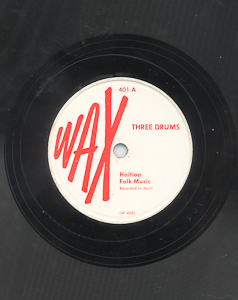 401 A
WAX
THREE DRUMS
Haitian
Folk Music
Recorded in Haiti